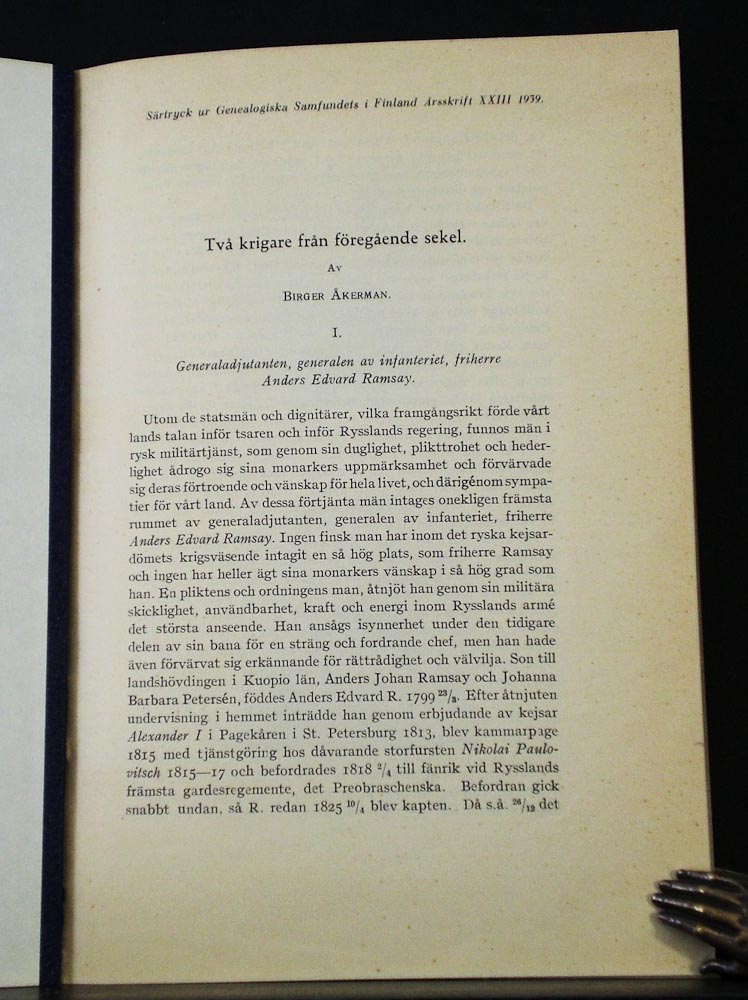 Särtryck ur Genealogiska Samfundets i Finland Årsskrift XXIII 1939.
Två krigare från föregående sekel.
Av
Birger Åkerman.
I.
Generaladjutanten, generalen av infanteriet, friherre
Anders Edvard Ramsay.
Utom de statsmän och dignitärer, vilka framgångsrikt förde vårt
lands talan inför tsaren och inför Rysslands regering, funnos män i
rysk militärtjänst, som genom sin duglighet, plikttrohet och heder-
lighet ådrogo sig sina monarkers uppmärksamhet och förvärvade
sig deras förtroende och vänskap för hela livet, och därigénom sympa-
tier för vårt land. Av dessa förtjänta män intages onekligen främsta
rummet av generaladjutanten, generalen av infanteriet, friherre
Anders Edvard Ramsay. Ingen finsk man har inom det ryska kejsar-
dömets krigsväsende intagit en så hög plats, som friherre Ramsay
och ingen har heller ägt sina monarkers vänskap i så hög grad som
han. En pliktens och ordningens man, åtnjöt han genom sin militära
skicklighet, användbarhet, kraft och energi inom Rysslands armé
det största anseende. Han ansågs isynnerhet under den tidigare
delen av sin bana för en sträng och fordrande chef, men han hade
även förvärvat sig erkännande för rättrådighet och välvilja. Son till
landshövdingen i Kuopio län, Anders Johan Ramsay och Johanna
Barbara Petersén, föddes Anders Edvard R. 1799 23/3. Efter åtnjuten
undervisning i hemmet inträdde han genom erbjudande av kejsar
Alexander I i Pagekåren i St. Petersburg 1813, blev kammarpage
1815 med tjänstgöring hos dåvarande storfursten Nikolai Paulo-
vitsch 1815—17 och befordrades 1818 2/4 till fänrik vid Rysslands
främsta gardesregemente, det Preobraschenska. Befordran gick
snabbt undan, så R. redan 1825 10/4 blev kapten. Då s.å. 26/12 det